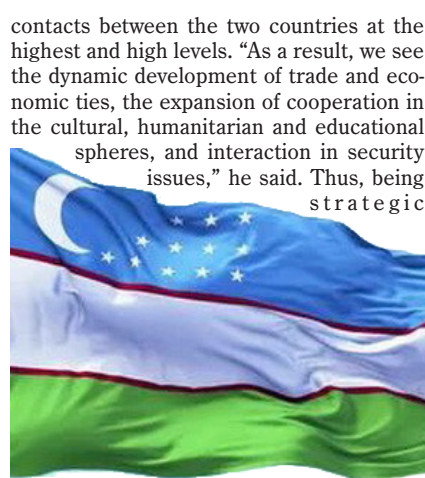 contacts between the two countries at the
highest and high levels. “As a result, we see
the dynamic development of trade and eco-
nomic ties, the expansion of cooperation in
the cultural, humanitarian and educational
spheres, and interaction in security
issues,” he said. Thus, being
strategic